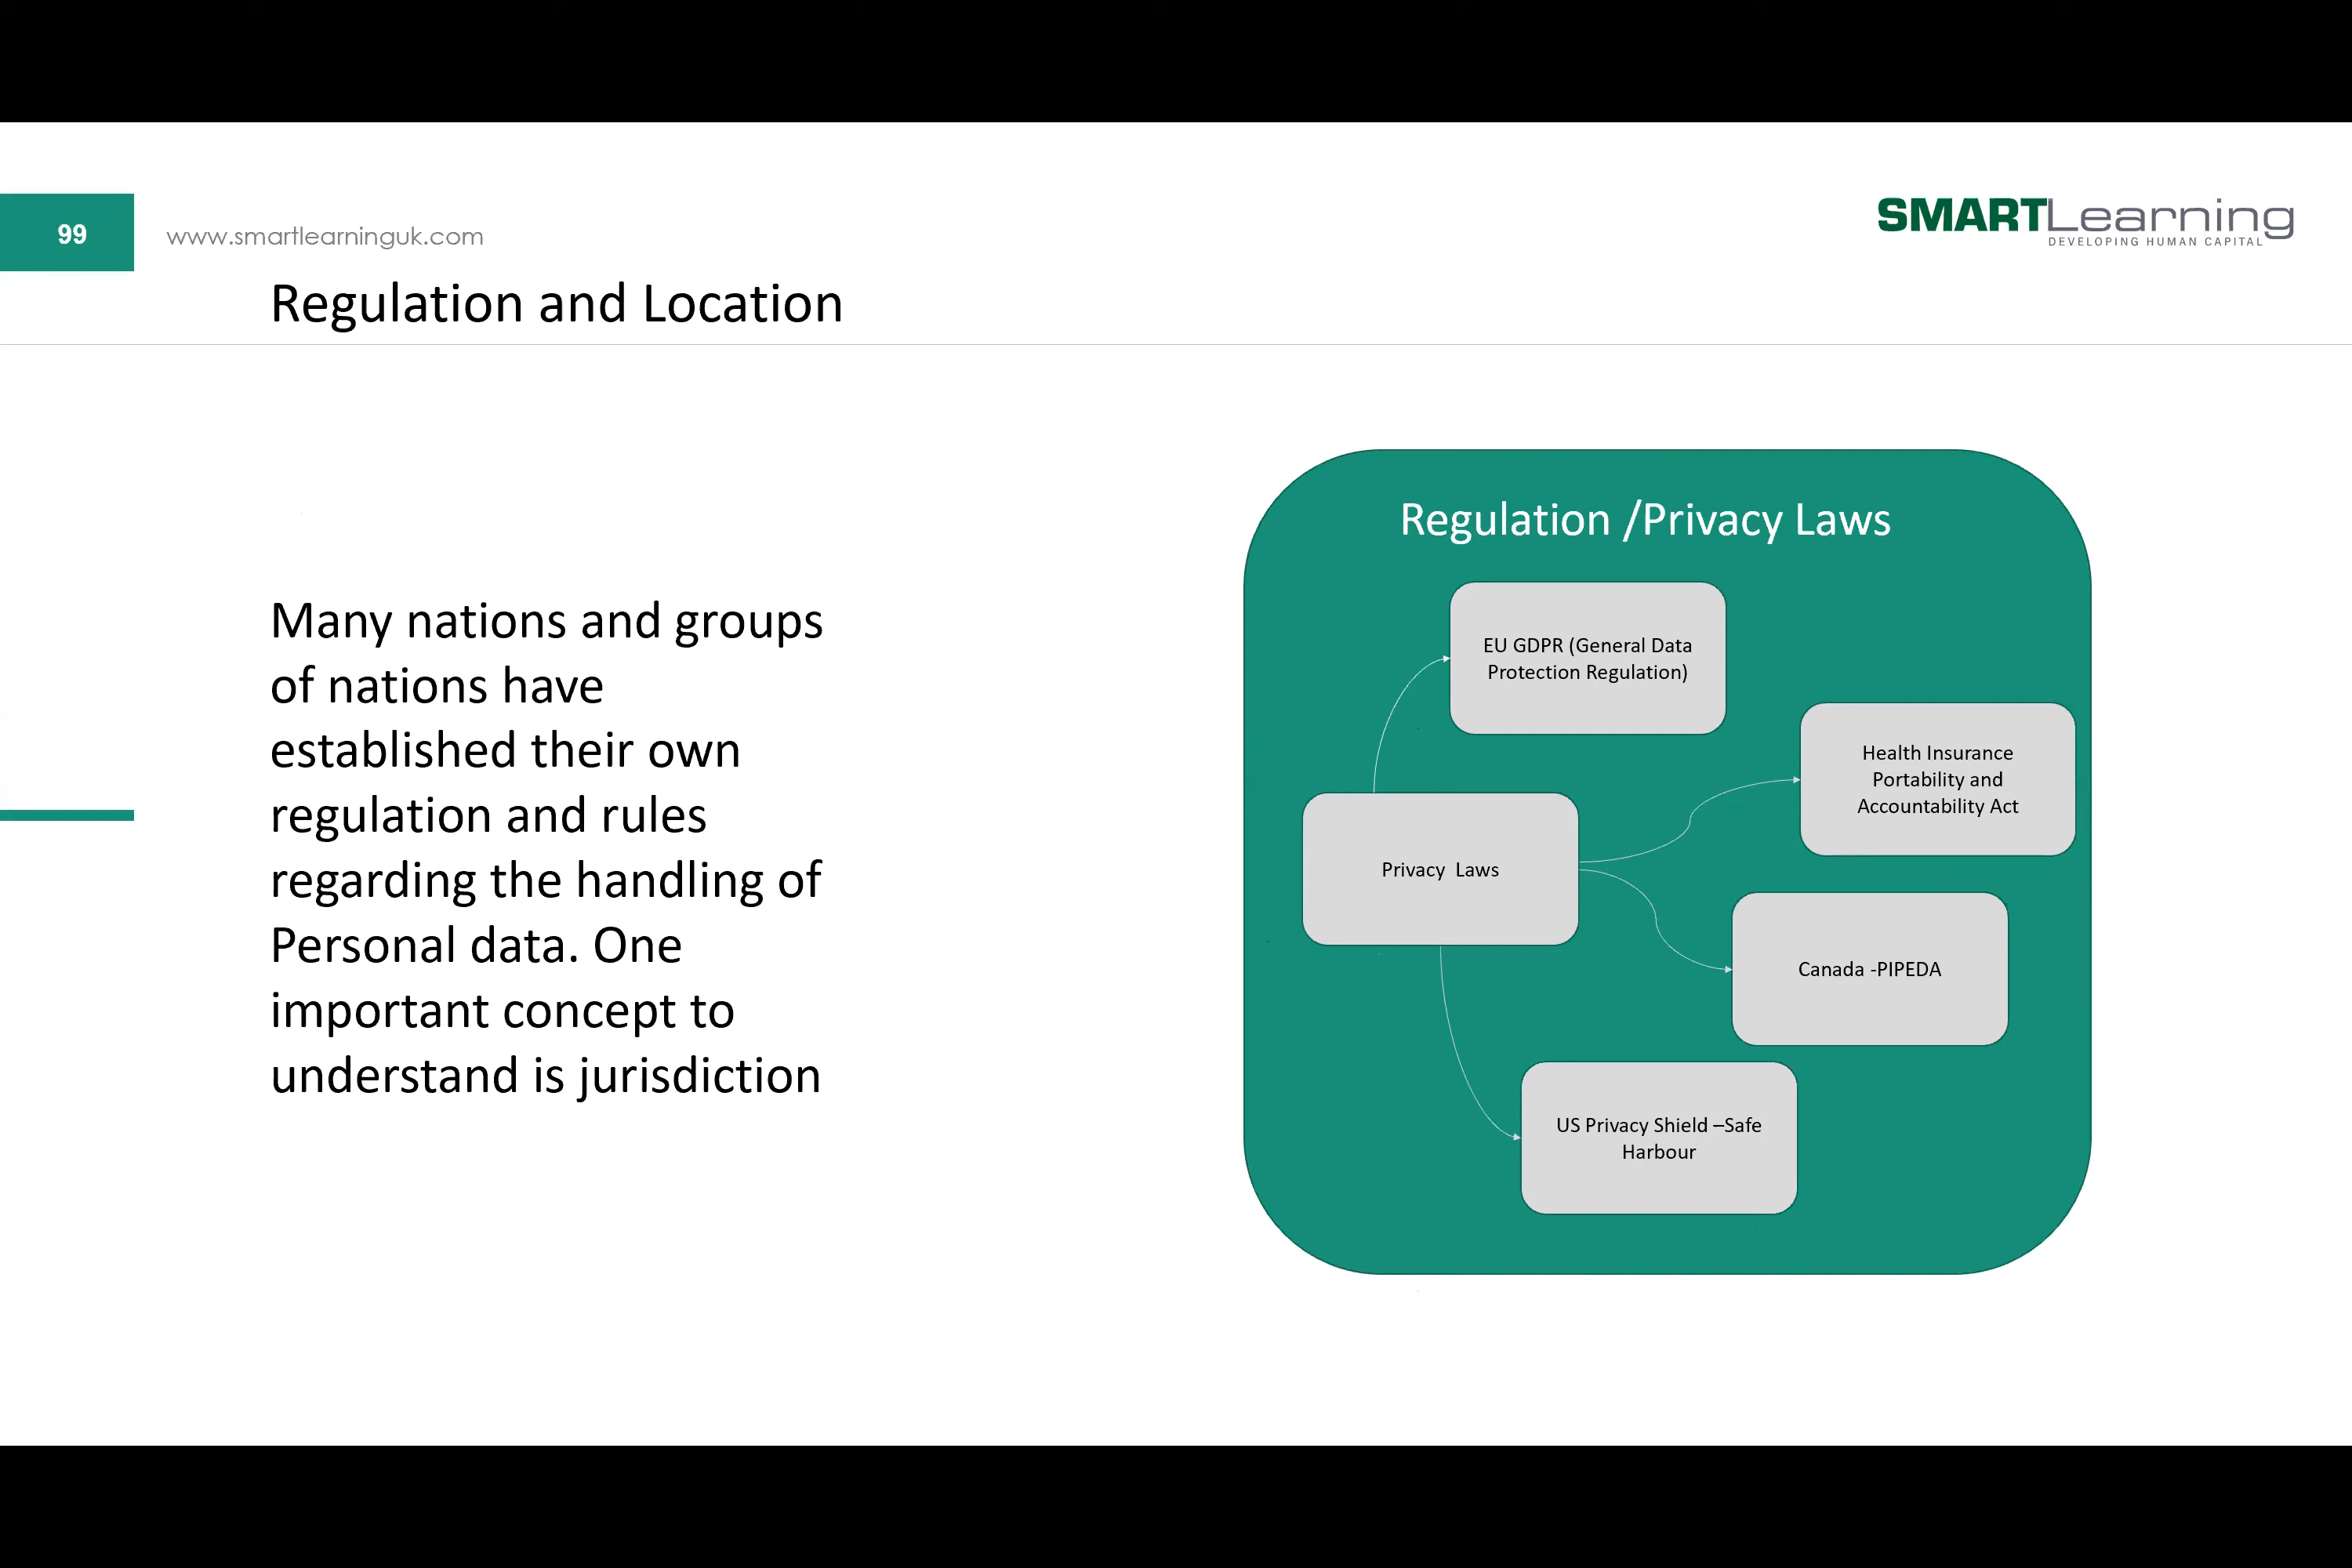 99
www.smartlearninguk.com
SMARTLearning
DEVELOPING HUMAN CAPITAL
Regulation and Location
Many nations and groups
of nations have
established their own
regulation and rules
regarding the handling of
Personal data. One
important concept to
understand is jurisdiction
Regulation /Privacy Laws
EU GDPR (General Data
Protection Regulation)
Health Insurance
Portability and
Accountability Act
Privacy  Laws
Canada -PIPEDA
US Privacy Shield –Safe
Harbour